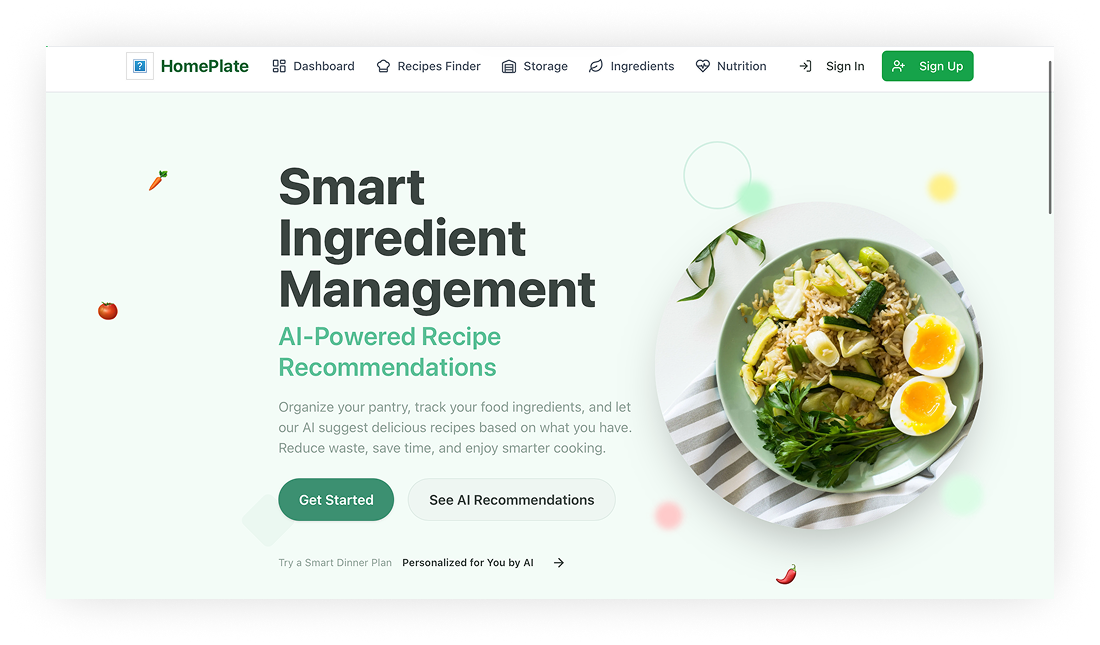 HomePlate
Dashboard
Recipes Finder
Storage
Ingredients
Nutrition
Sign In
Sign Up
Smart
Ingredient
Management
AI-Powered Recipe
Recommendations
Organize your pantry, track your food ingredients, and let
our AI suggest delicious recipes based on what you have.
Reduce waste, save time, and enjoy smarter cooking.
Get Started
See AI Recommendations
Try a Smart Dinner Plan Personalized for You by AI →